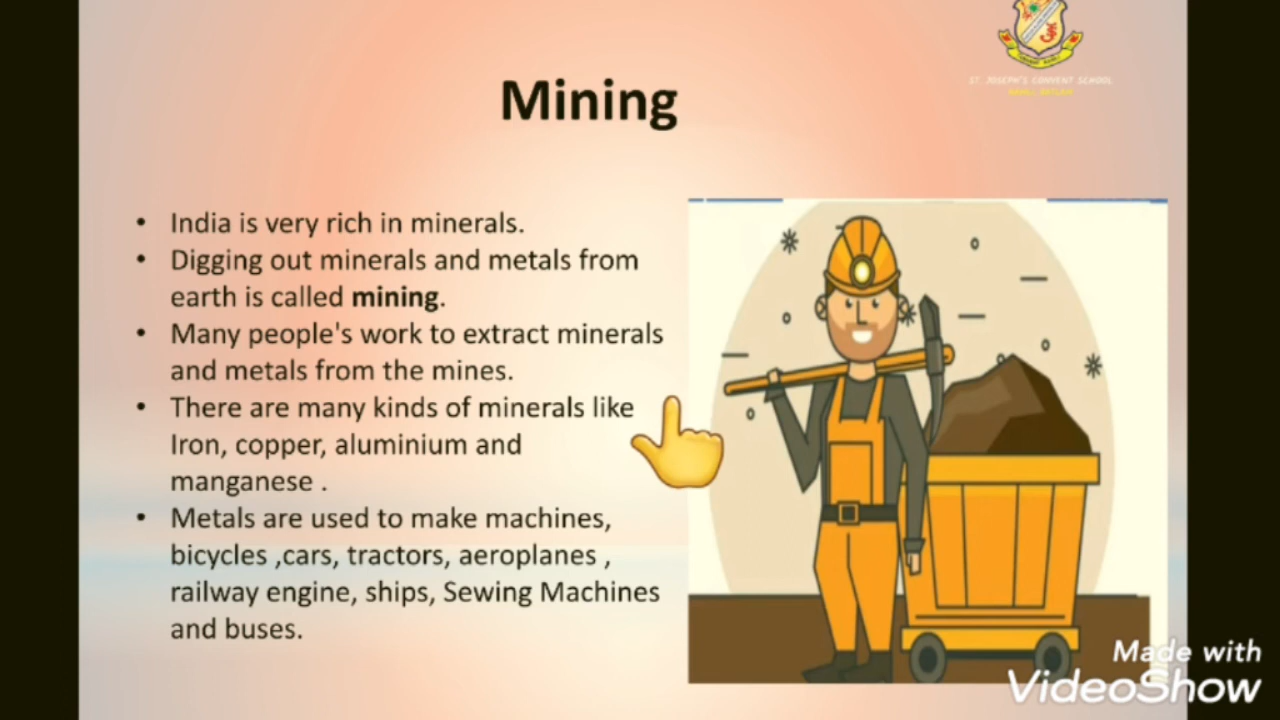 ST. JOSEPH'S CONVENT SCHOOL
Mining
• India is very rich in minerals.
• Digging out minerals and metals from
earth is called mining.
• Many people's work to extract minerals
and metals from the mines.
• There are many kinds of minerals like
Iron, copper, aluminium and
manganese .
• Metals are used to make machines,
bicycles ,cars, tractors, aeroplanes ,
railway engine, ships, Sewing Machines
and buses.
Made with
VideoShow